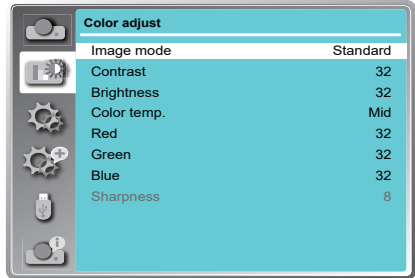 Color adjust
Image mode Standard
Contrast 32
Brightness 32
Color temp. Mid
Red 32
Green 32
Blue 32
Sharpness 8